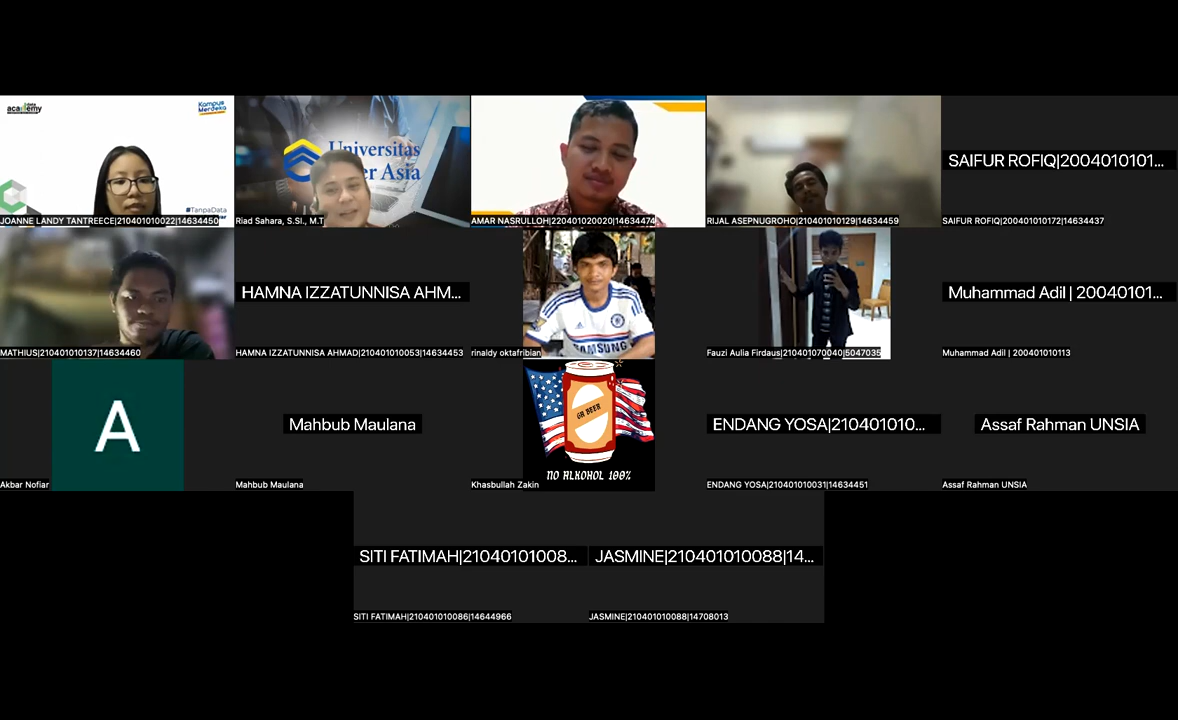 data
academy
Kampus
Merdeka
#TanpaData
JOANNE LANDY TANTREECE|210401010022|14634450
Universitas
er Asia
Riad Sahara, S.SI., M.T
AMAR NASRULLOH|220401020020|14634474
RIJAL ASEPNUGROHO|210401010129|14634459
SAIFUR ROFIQ|2004010101...
SAIFUR ROFIQ|200401010172|14634437
MATHIUS|210401010137|14634460
HAMNA IZZATUNNISA AHM...
HAMNA IZZATUNNISA AHMAD|210401010053|14634453
SAMSUNG
rinaldy oktafribian
Fauzi Aulia Firdaus|210401070040|5047035
Muhammad Adil | 20040101...
Muhammad Adil | 200401010113
A
Akbar Nofiar
Mahbub Maulana
Mahbub Maulana
GR BEER
NO ALKOHOL 100%
Khasbullah Zakin
ENDANG YOSA|210401010...
ENDANG YOSA|210401010031|14634451
Assaf Rahman UNSIA
Assaf Rahman UNSIA
SITI FATIMAH|21040101008...
SITI FATIMAH|210401010086|14644966
JASMINE|210401010088|14...
JASMINE|210401010088|14708013